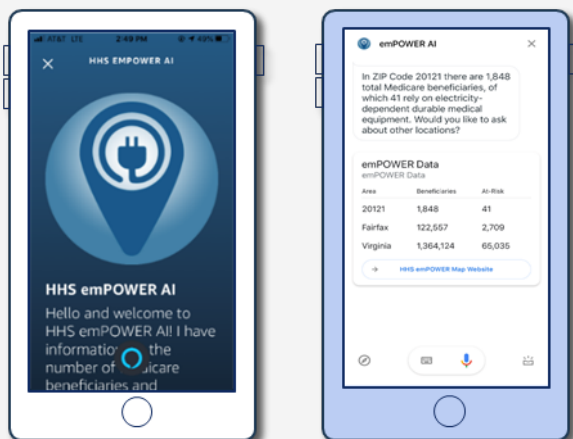 AT&T LTE 2:49 PM 49%
HHS EMPOWER AI
HHS emPOWER AI
Hello and welcome to
HHS emPOWER AI! I have
the
number of
beneficiaries and
emPOWER AI
In ZIP Code 20121 there are 1,848
total Medicare beneficiaries, of
which 41 rely on electricity-
dependent durable medical
equipment. Would you like to ask
about other locations?
emPOWER Data
emPOWER Data
Area Beneficiaries At-Risk
20121 1,848 41
Fairfax 122,557 2,709
Virginia 1,364,124 65,035
HHS emPOWER Map Website